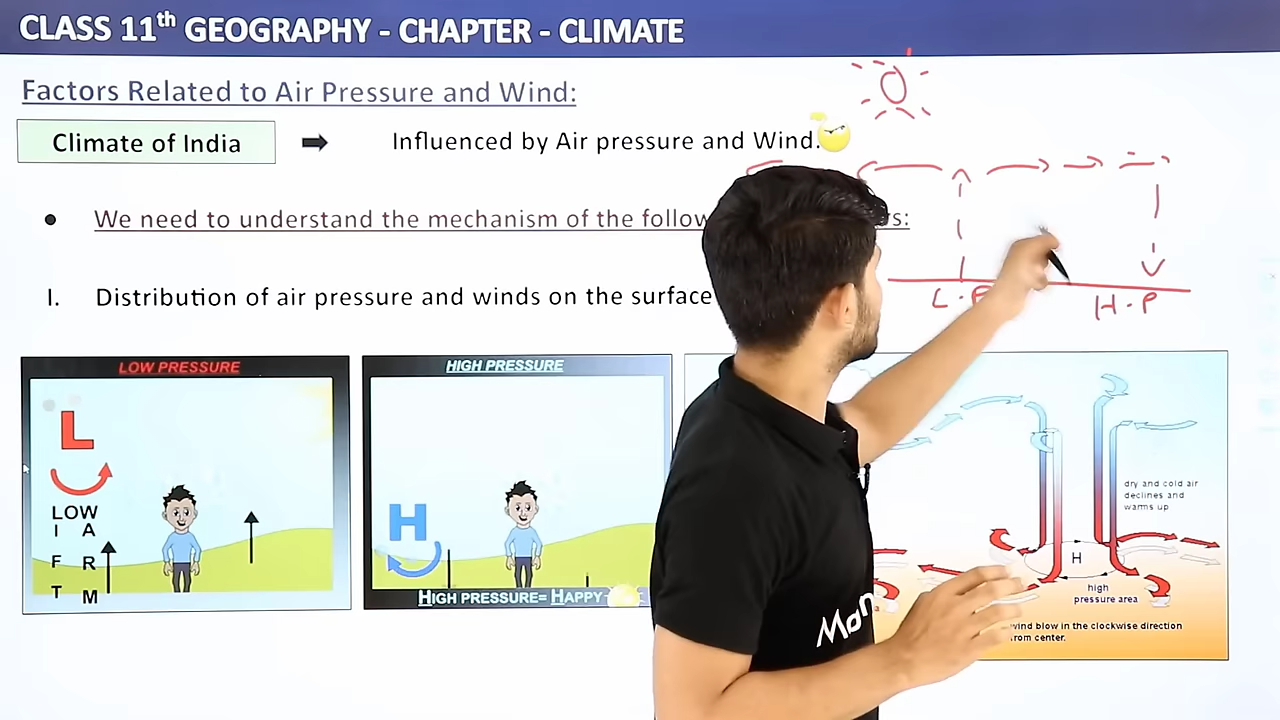 CLASS 11th GEOGRAPHY - CHAPTER - CLIMATE
Factors Related to Air Pressure and Wind:
Climate of India ➡ Influenced by Air pressure and Wind.
• We need to understand the mechanism of the
I. Distribution of air pressure and winds on the surface
L.P
H.P
LOW PRESSURE
L
LOW
LIFT
WARM
HIGH PRESSURE
H
HIGH PRESSURE= HAPPY
dry and cold air
declines and
warms up
H
high
pressure area
wind blow in the clockwise direction
from center.